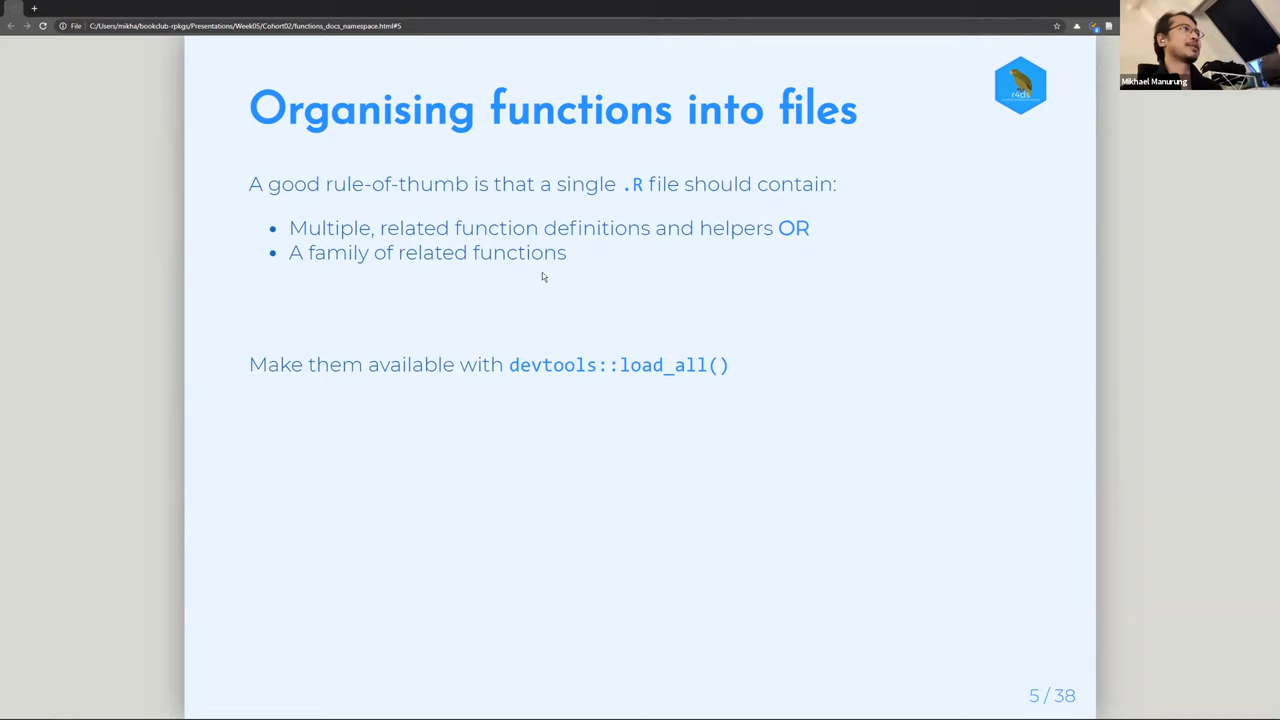 File
C:/Users/mikha/bookclub-rpkgs/Presentations/Week05/Cohort02/functions_docs_namespace.html#5
Mikhael Manurung
Organising functions into files
r4ds
A good rule-of-thumb is that a single .R file should contain:
Multiple, related function definitions and helpers OR
A family of related functions
Make them available with devtools::load_all()
5 / 38